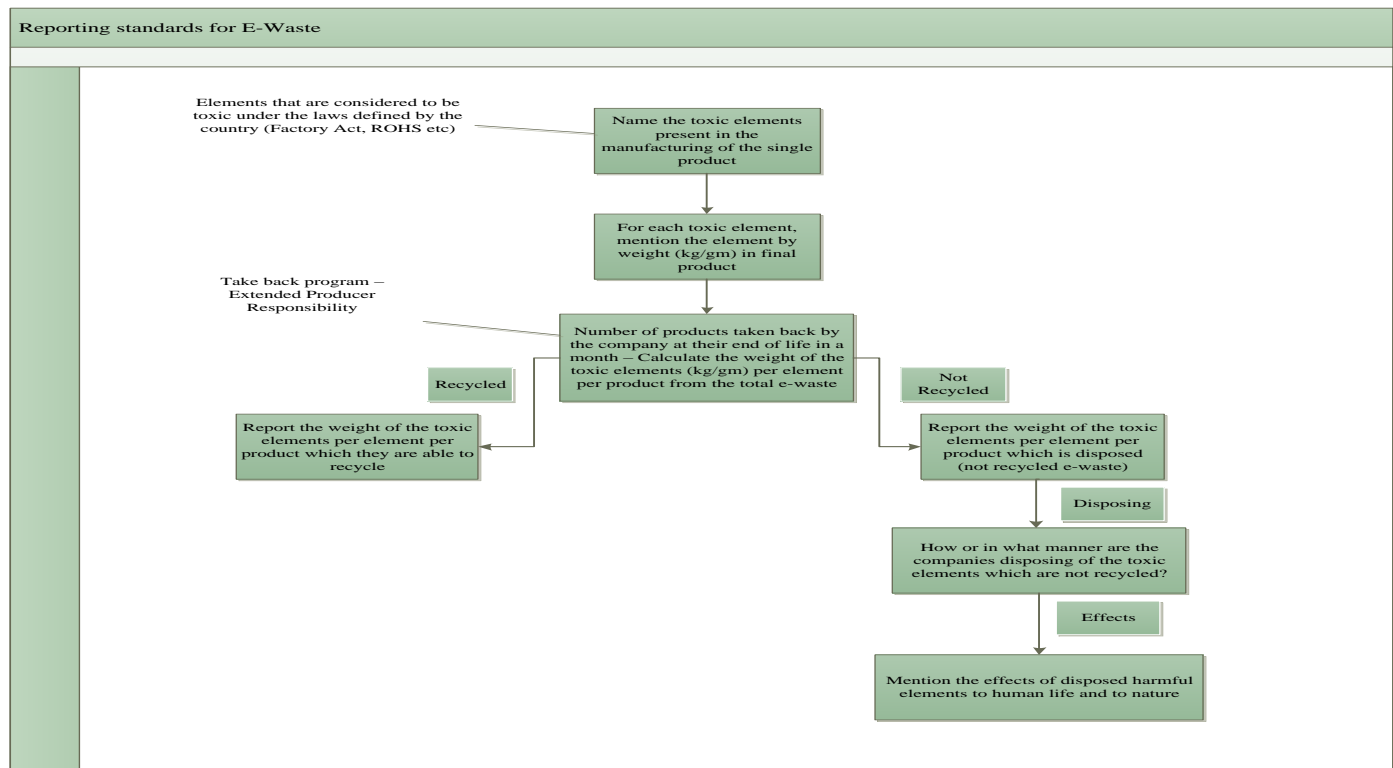 Reporting standards for E-Waste
Elements that are considered to be
toxic under the laws defined by the
country (Factory Act, ROHS etc)
Name the toxic elements
present in the
manufacturing of the single
product
For each toxic element,
mention the element by
weight (kg/gm) in final
product
Take back program –
Extended Producer
Responsibility
Number of products taken back by
the company at their end of life in a
month – Calculate the weight of the
toxic elements (kg/gm) per element
per product from the total e-waste
Recycled
Not
Recycled
Report the weight of the toxic
elements per element per
product which they are able to
recycle
Report the weight of the toxic
elements per element per
product which is disposed
(not recycled e-waste)
Disposing
How or in what manner are the
companies disposing of the toxic
elements which are not recycled?
Effects
Mention the effects of disposed harmful
elements to human life and to nature